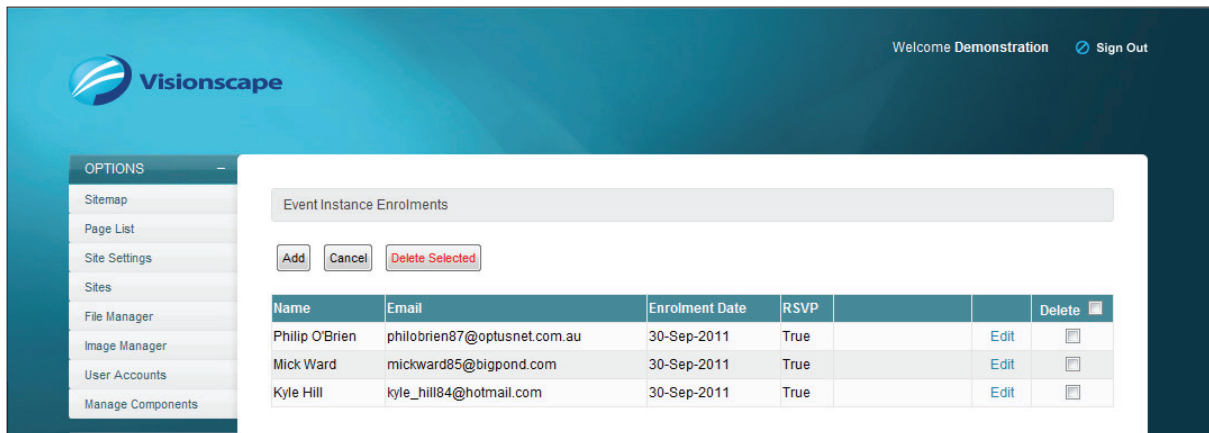 Welcome Demonstration Sign Out
Visionscape
OPTIONS –
Sitemap
Page List
Site Settings
Sites
File Manager
Image Manager
User Accounts
Manage Components
Event Instance Enrolments
Add Cancel Delete Selected
Name Email Enrolment Date RSVP Delete
Philip O'Brien philobrien87@optusnet.com.au 30-Sep-2011 True Edit
Mick Ward mickward85@bigpond.com 30-Sep-2011 True Edit
Kyle Hill kyle_hill84@hotmail.com 30-Sep-2011 True Edit